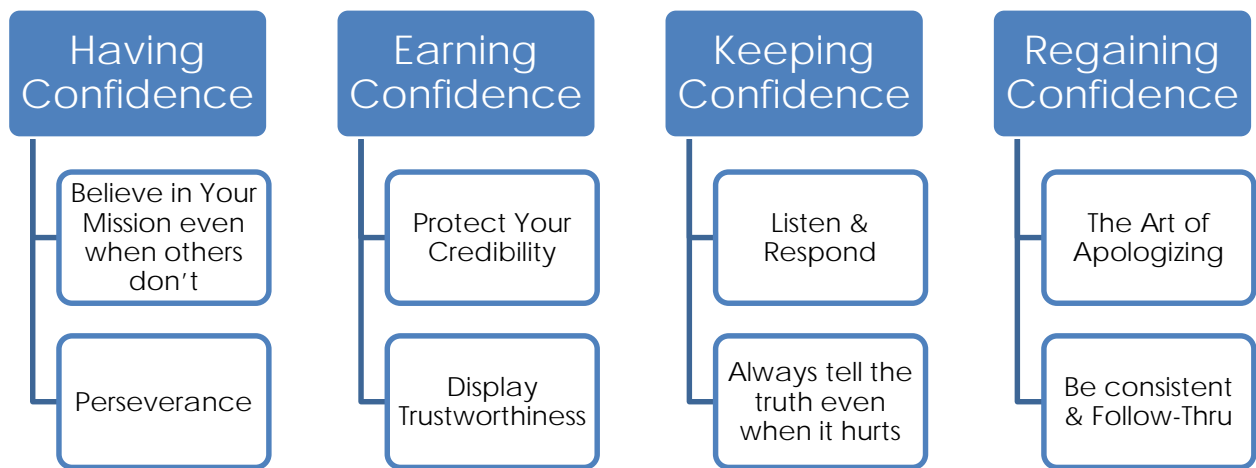 Having
Confidence
Believe in Your
Mission even
when others
don't
Perseverance
Earning
Confidence
Protect Your
Credibility
Display
Trustworthiness
Keeping
Confidence
Listen &
Respond
Always tell the
truth even
when it hurts
Regaining
Confidence
The Art of
Apologizing
Be consistent
& Follow-Thru